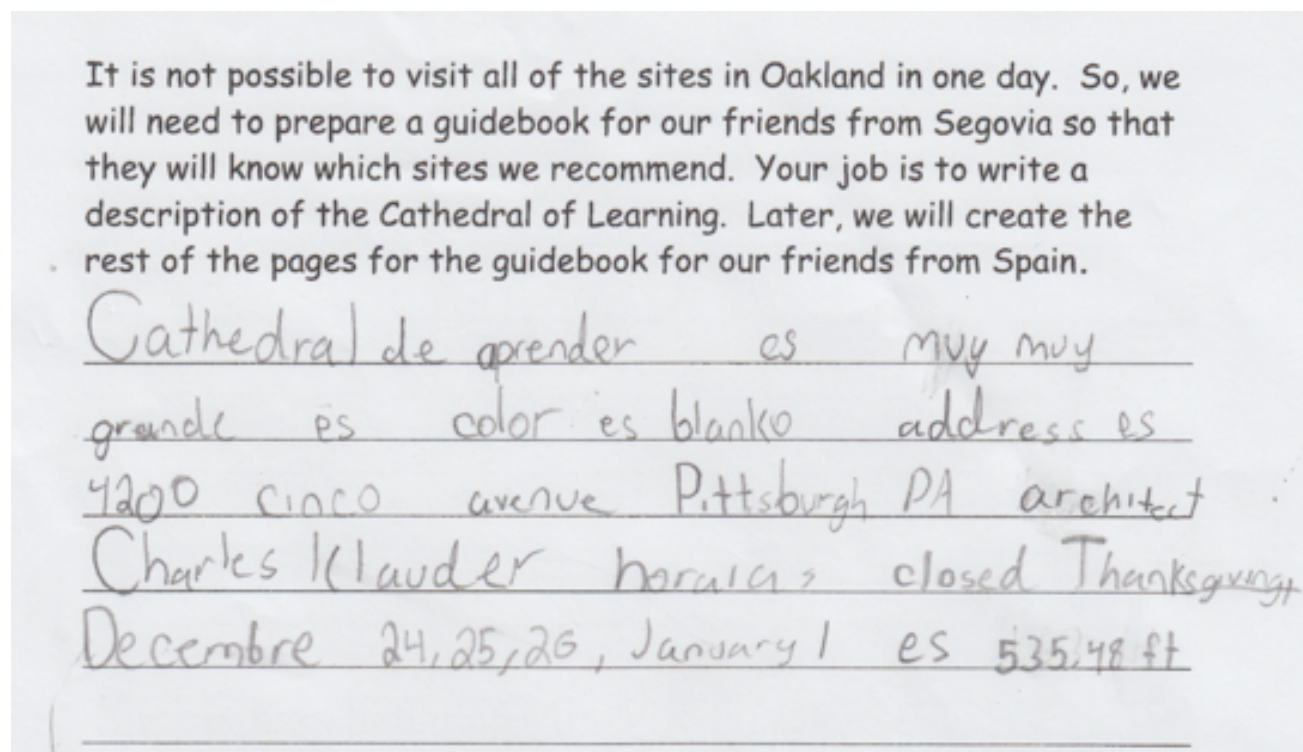 It is not possible to visit all of the sites in Oakland in one day. So, we
will need to prepare a guidebook for our friends from Segovia so that
they will know which sites we recommend. Your job is to write a
description of the Cathedral of Learning. Later, we will create the
rest of the pages for the guidebook for our friends from Spain.
Cathedral de aprender es muy muy
grande es color es blanko address es
4200 cinco avenue Pittsburgh PA architect
Charles Klauder closed Thanksgiving,
Decembre 24, 25, 26, January 1 es 535.48 ft